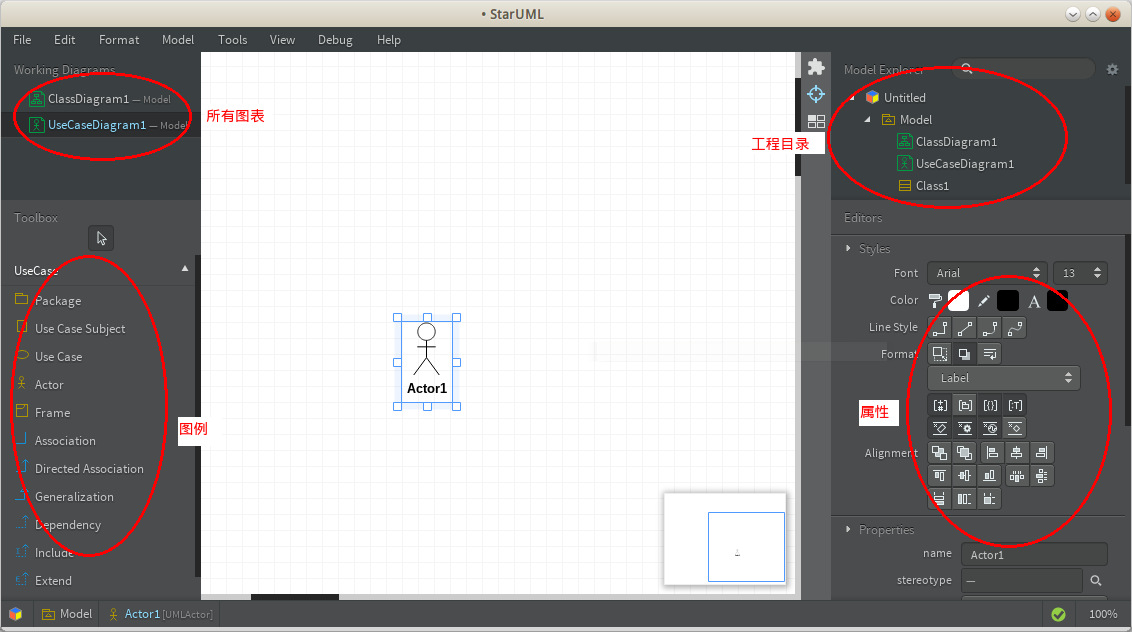 • StarUML
File Edit Format Model Tools View Debug Help
Working Diagrams
ClassDiagram1 — Model
UseCaseDiagram1 — Model
所有图表
Toolbox
UseCase
Package
Use Case Subject
Use Case
Actor
Frame
Association
Directed Association
Generalization
Dependency
Include
Extend
图例
Actor1
Model Explorer
工程目录
Untitled
Model
ClassDiagram1
UseCaseDiagram1
Class1
Editors
Styles
Font Arial 13
Color A
Line Style
Format
Label
属性
Alignment
Properties
name Actor1
stereotype —
Model Actor1 [UMLActor] 100%